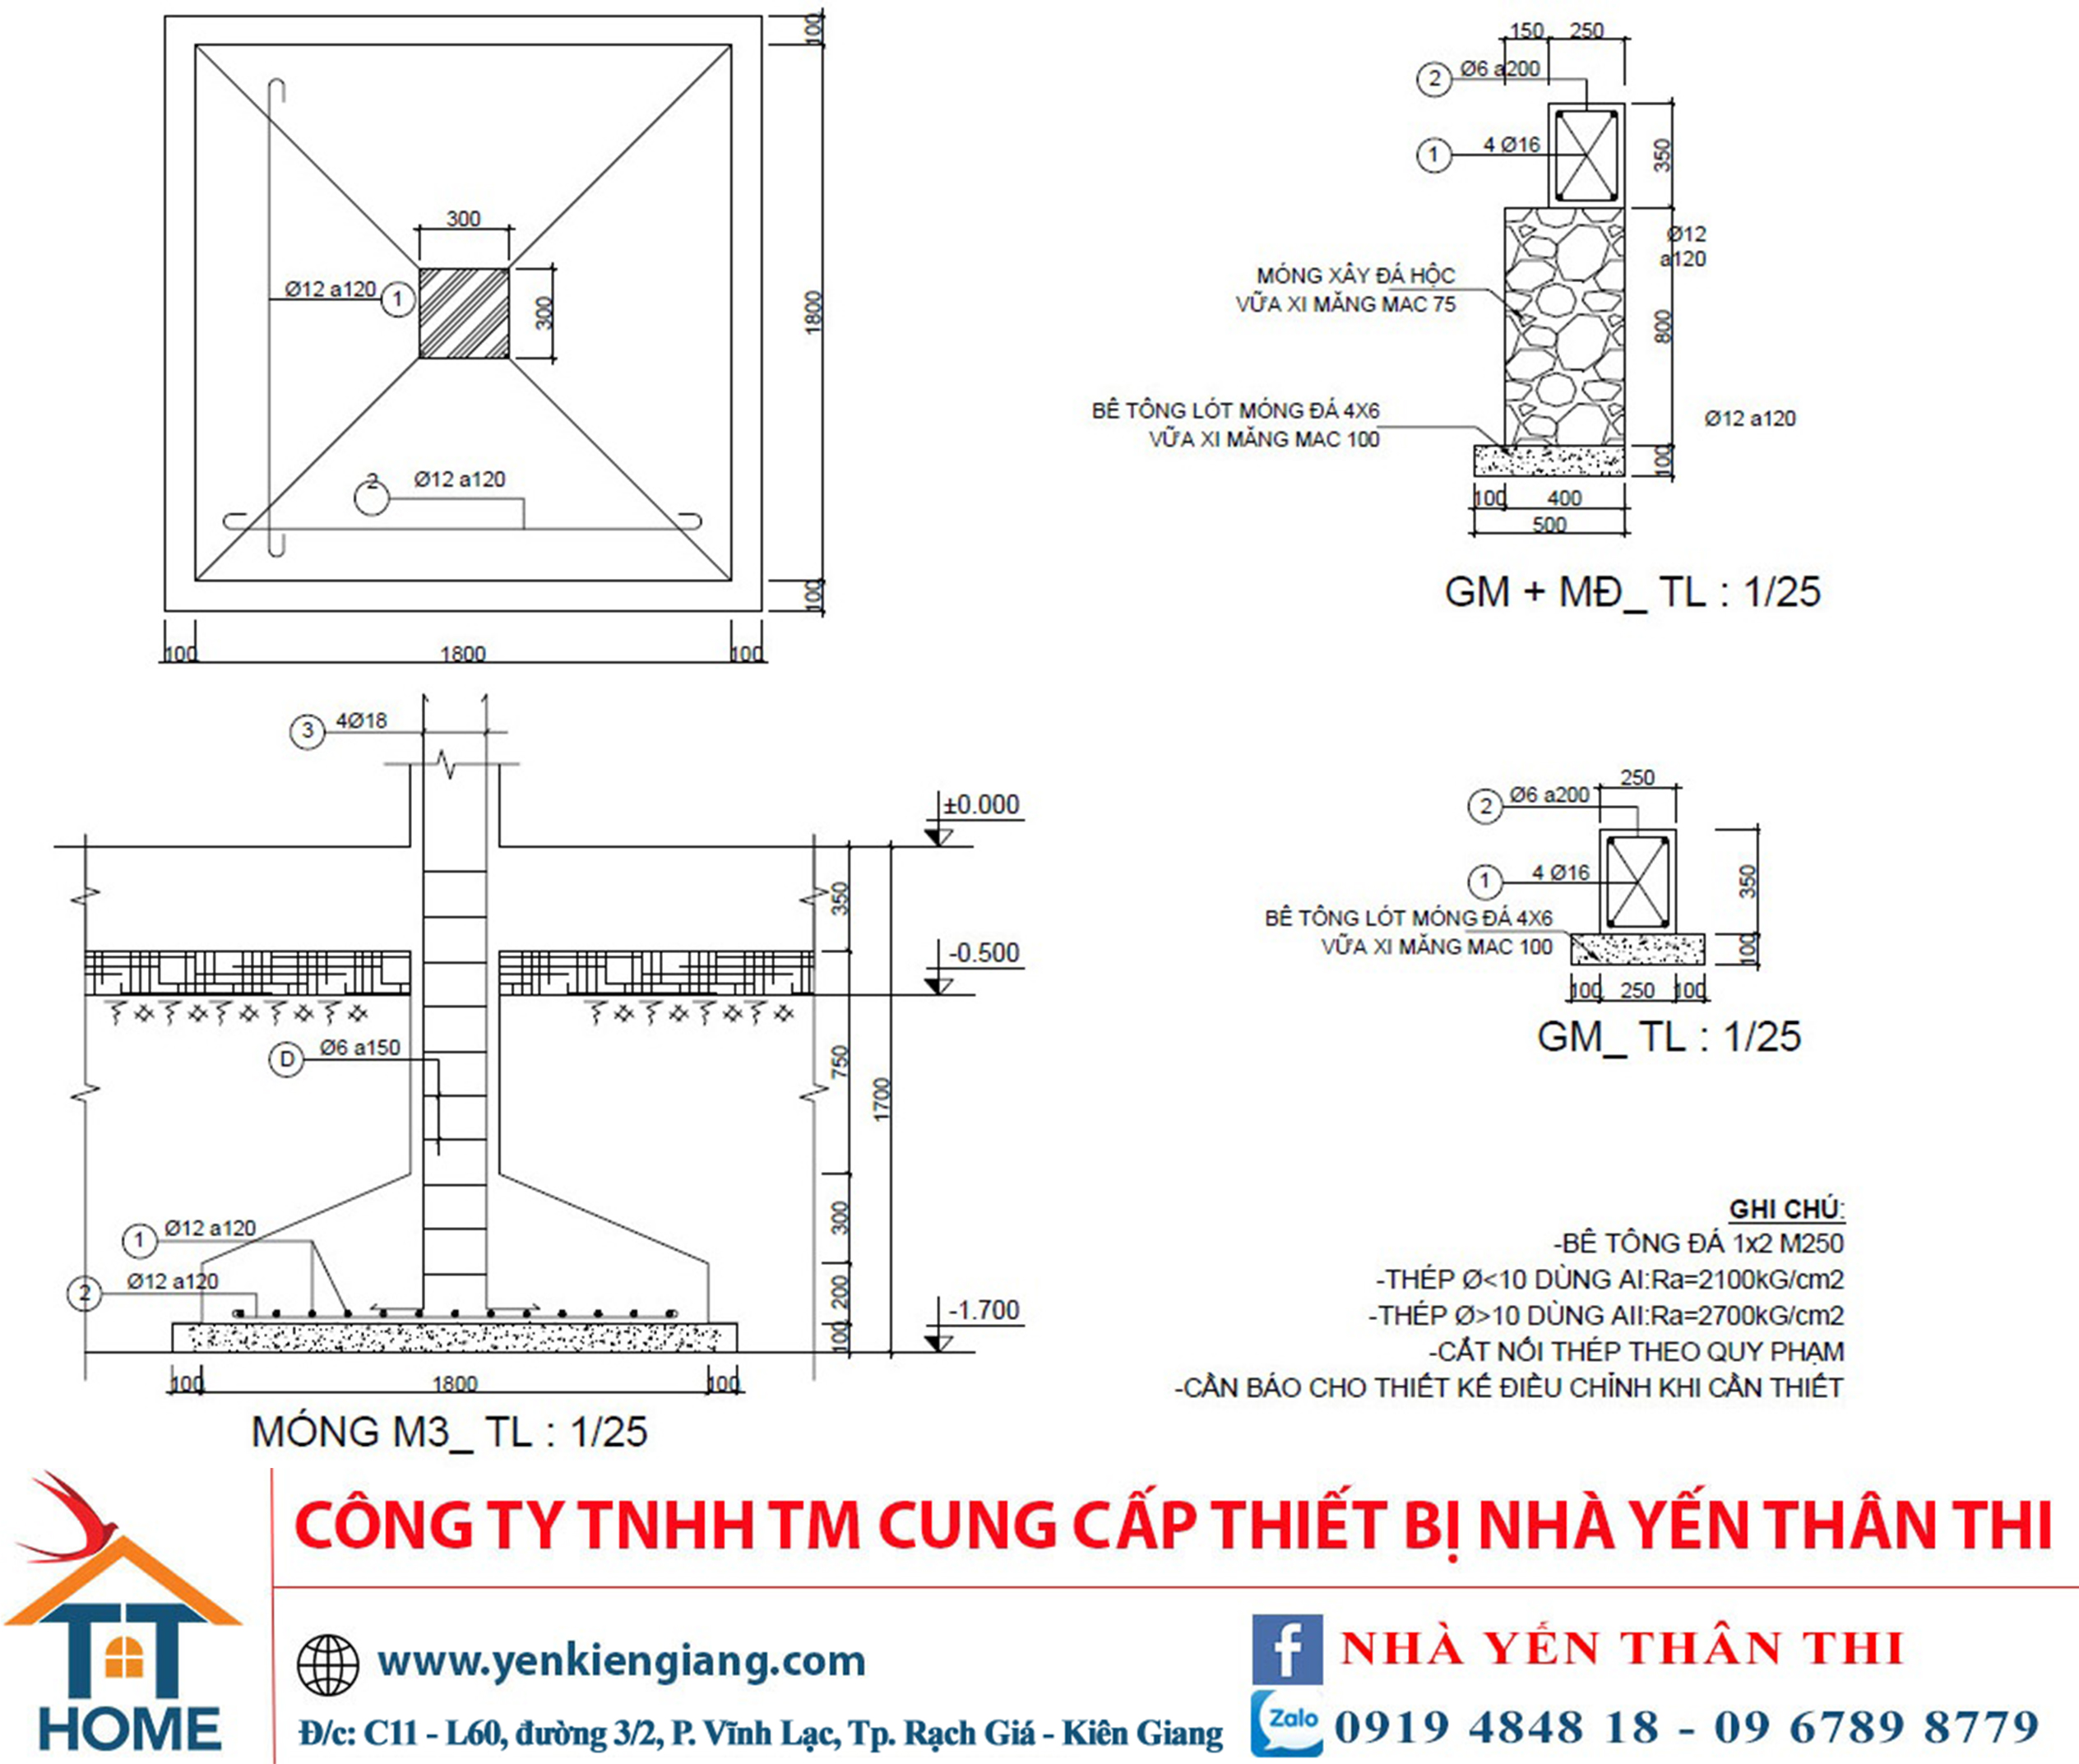 100
300
Ø12 a120 1
300
1800
2 Ø12 a120
100
100 1800 100
150 250
2 Ø6 a200
1 4 Ø16
350
Ø12
a120
MÓNG XÂY ĐÁ HỘC
VỮA XI MĂNG MAC 75
800
BÊ TÔNG LÓT MÓNG ĐÁ 4X6
VỮA XI MĂNG MAC 100
Ø12 a120
100
100 400
500
GM + MĐ_ TL : 1/25
3 4Ø18
±0.000
350
-0.500
D Ø6 a150
750
1700
1 Ø12 a120
300
2 Ø12 a120
200
100
-1.700
100 1800 100
MÓNG M3_ TL : 1/25
250
2 Ø6 a200
1 4 Ø16
350
BÊ TÔNG LÓT MÓNG ĐÁ 4X6
VỮA XI MĂNG MAC 100
100
100 250 100
GM_ TL : 1/25
GHI CHÚ:
-BÊ TÔNG ĐÁ 1x2 M250
-THÉP Ø<10 DÙNG AI:Ra=2100kG/cm2
-THÉP Ø>10 DÙNG AII:Ra=2700kG/cm2
-CẮT NỐI THÉP THEO QUY PHẠM
-CẦN BÁO CHO THIẾT KẾ ĐIỀU CHỈNH KHI CẦN THIẾT
CÔNG TY TNHH TM CUNG CẤP THIẾT BỊ NHÀ YẾN THÂN THI
TT
HOME
www.yenkiengiang.com
f NHÀ YẾN THÂN THI
Đ/c: C11 - L60, đường 3/2, P. Vĩnh Lạc, Tp. Rạch Giá - Kiên Giang
Zalo 0919 4848 18 - 09 6789 8779